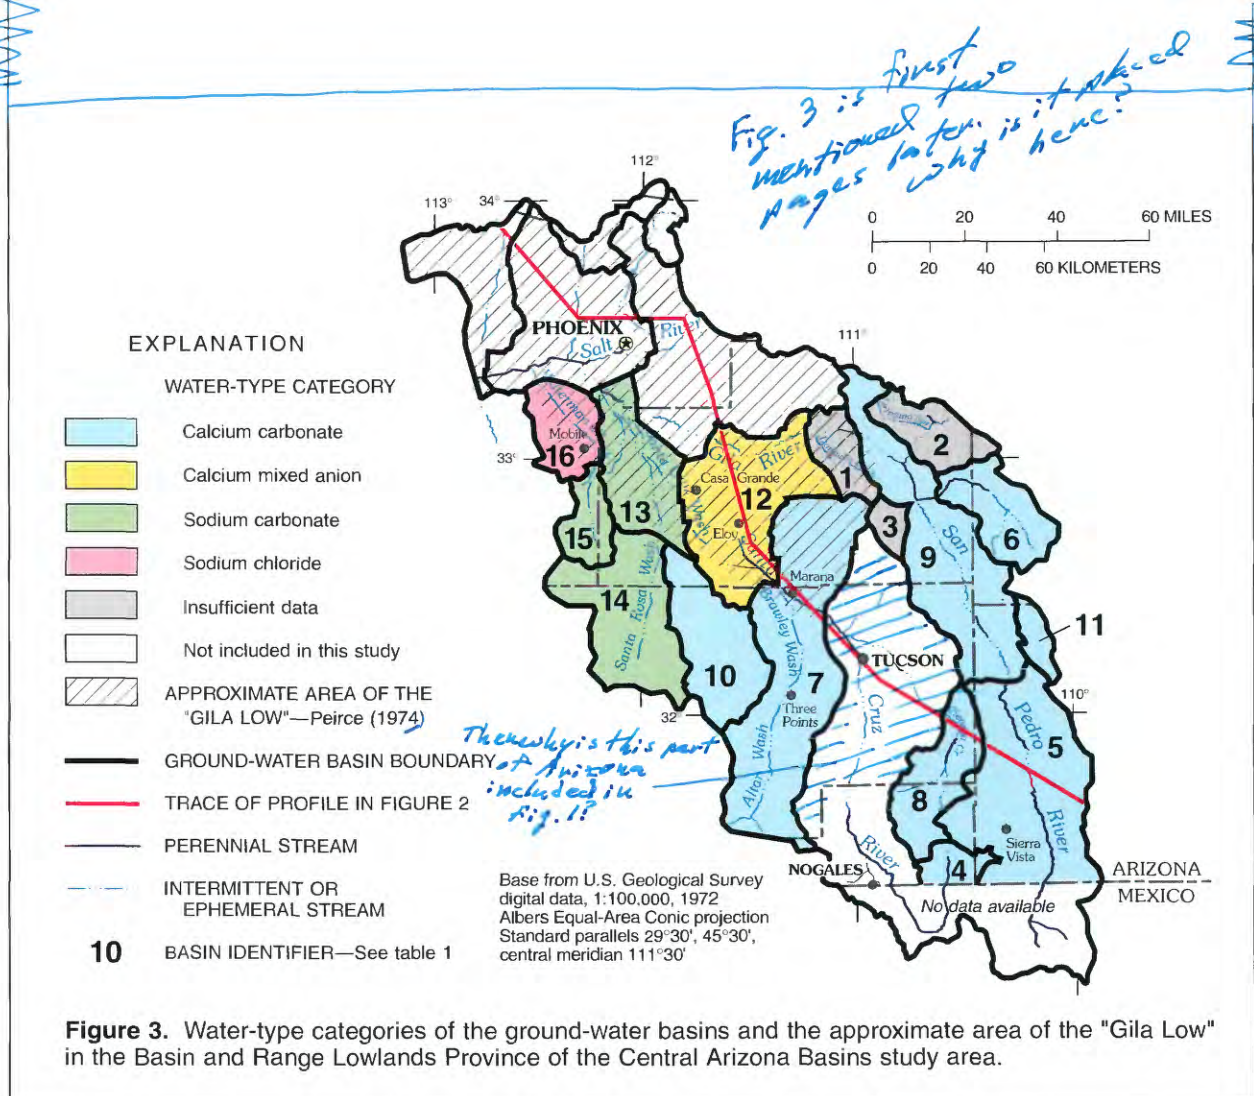 Fig. 3 is first
mentioned two
pages later. is it placed
why here?
112°
113°
34°
0 20 40 60 MILES
0 20 40 60 KILOMETERS
PHOENIX
River
Salt
111°
EXPLANATION
WATER-TYPE CATEGORY
Calcium carbonate
Calcium mixed anion
Sodium carbonate
Sodium chloride
Insufficient data
Not included in this study
APPROXIMATE AREA OF THE
"GILA LOW"—Peirce (1974)
GROUND-WATER BASIN BOUNDARY
TRACE OF PROFILE IN FIGURE 2
PERENNIAL STREAM
INTERMITTENT OR
EPHEMERAL STREAM
10 BASIN IDENTIFIER—See table 1
Mobile
16
33°
Gila River
Casa Grande
12
Wash
Eloy
Santa
13
15
14
Santa Rosa Wash
1
2
3
San
9
6
11
Marana
Brawley Wash
10
7
Three
Points
TUCSON
Cruz
110°
32°
Altar Wash
Pedro
5
River
8
Sierra
Vista
4
River
NOGALES
ARIZONA
MEXICO
No data available
Then why is this part
of Arizona
included in
Fig. 1?
Base from U.S. Geological Survey
digital data, 1:100,000, 1972
Albers Equal-Area Conic projection
Standard parallels 29°30', 45°30',
central meridian 111°30'
Figure 3. Water-type categories of the ground-water basins and the approximate area of the "Gila Low"
in the Basin and Range Lowlands Province of the Central Arizona Basins study area.